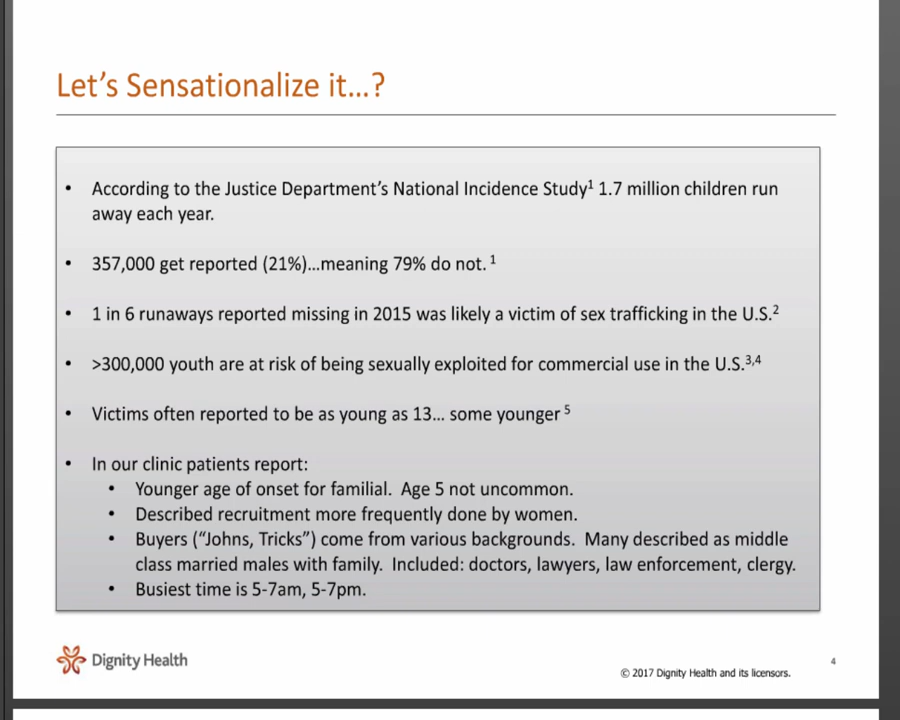 Let’s Sensationalize it…?
• According to the Justice Department’s National Incidence Study¹ 1.7 million children run
away each year.
• 357,000 get reported (21%)…meaning 79% do not. ¹
• 1 in 6 runaways reported missing in 2015 was likely a victim of sex trafficking in the U.S.²
• >300,000 youth are at risk of being sexually exploited for commercial use in the U.S.³,⁴
• Victims often reported to be as young as 13… some younger ⁵
• In our clinic patients report:
• Younger age of onset for familial. Age 5 not uncommon.
• Described recruitment more frequently done by women.
• Buyers (“Johns, Tricks”) come from various backgrounds. Many described as middle
class married males with family. Included: doctors, lawyers, law enforcement, clergy.
• Busiest time is 5-7am, 5-7pm.
Dignity Health
© 2017 Dignity Health and its licensors.
4